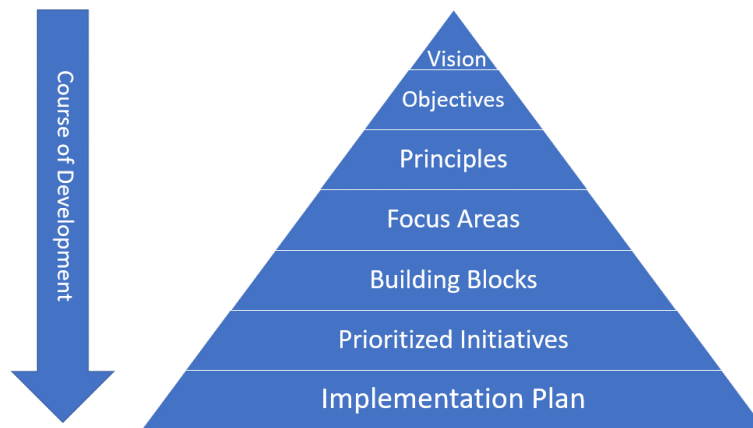 Course of Development
Vision
Objectives
Principles
Focus Areas
Building Blocks
Prioritized Initiatives
Implementation Plan